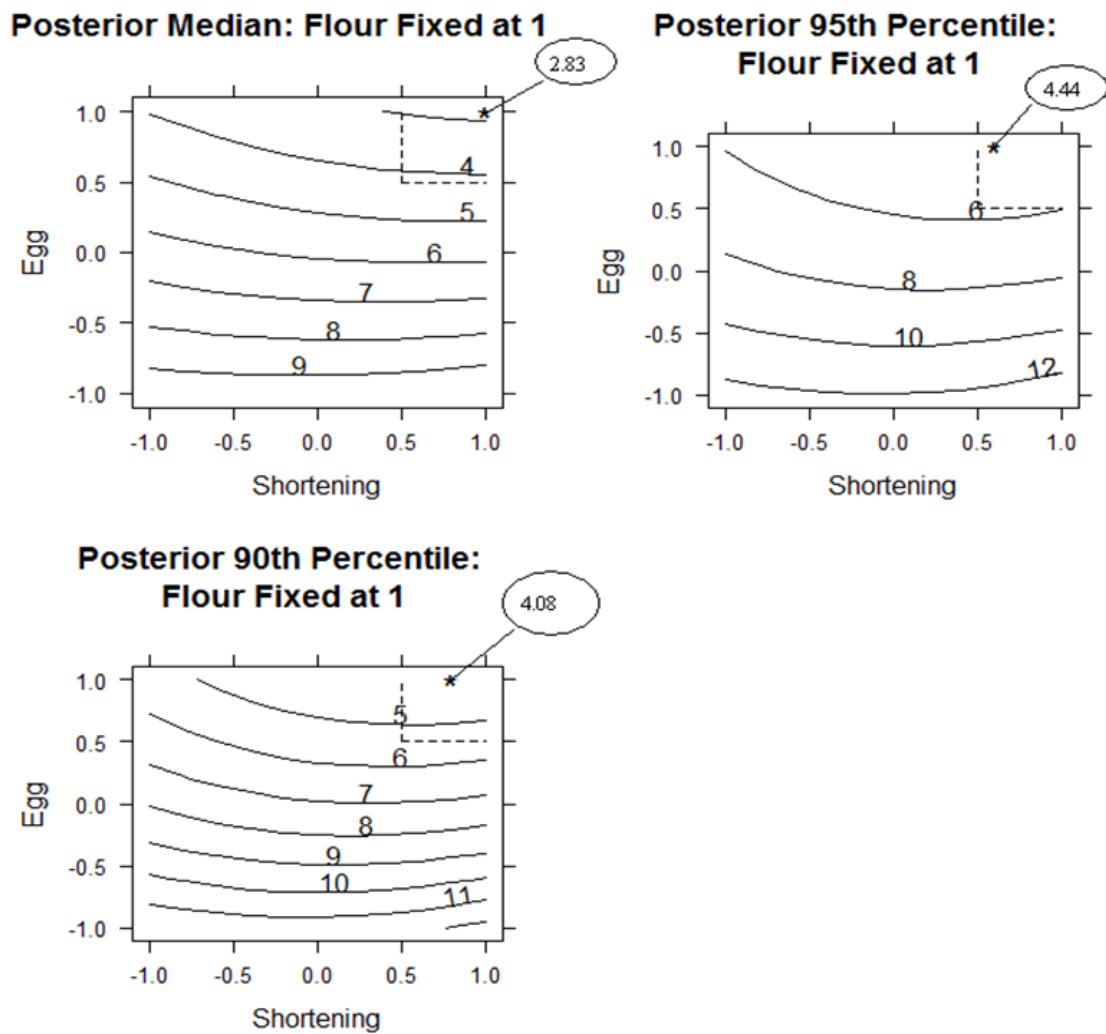 Posterior Median: Flour Fixed at 1
2.83
1.0
0.5
0.0
-0.5
-1.0
Egg
4
5
6
7
8
9
-1.0 -0.5 0.0 0.5 1.0
Shortening
Posterior 95th Percentile:
Flour Fixed at 1
4.44
1.0
0.5
0.0
-0.5
-1.0
Egg
6
8
10
12
-1.0 -0.5 0.0 0.5 1.0
Shortening
Posterior 90th Percentile:
Flour Fixed at 1
4.08
1.0
0.5
0.0
-0.5
-1.0
Egg
5
6
7
8
9
10
11
-1.0 -0.5 0.0 0.5 1.0
Shortening